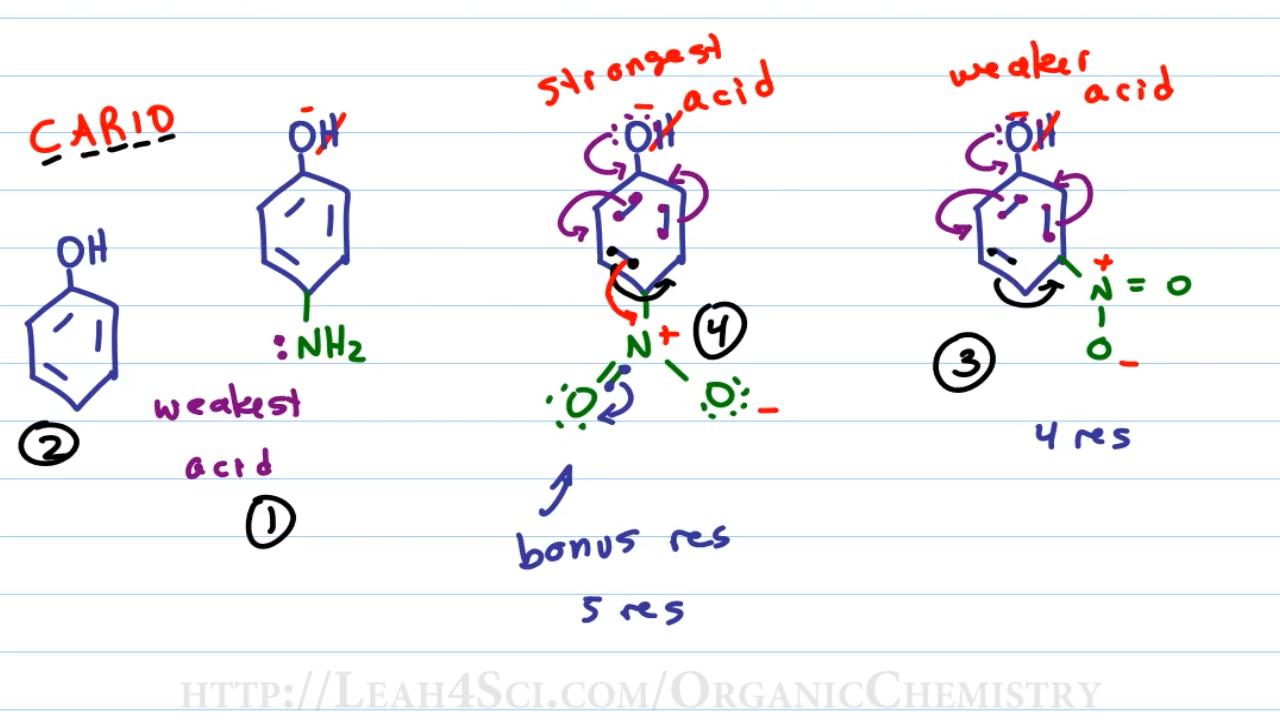 CARIO
OH
2
OH
:NH2
weakest
acid
1
strongest
acid
OH
N +
O
O -
4
bonus res
5 res
weaker
acid
OH
+
N = O
O -
3
4 res
HTTP://LEAH4SCI.COM/ORGANICCHEMISTRY